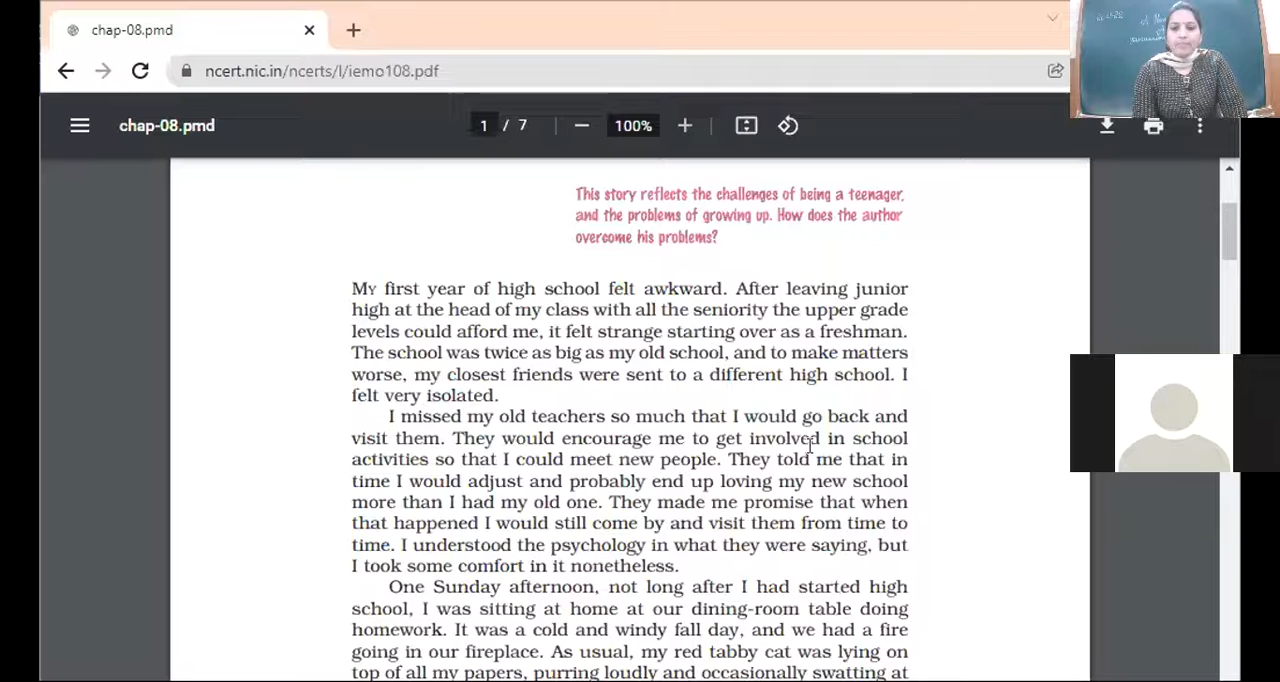 chap-08.pmd
ncert.nic.in/ncerts/l/iemo108.pdf
chap-08.pmd
1 / 7
100%
This story reflects the challenges of being a teenager,
and the problems of growing up. How does the author
overcome his problems?
MY first year of high school felt awkward. After leaving junior
high at the head of my class with all the seniority the upper grade
levels could afford me, it felt strange starting over as a freshman.
The school was twice as big as my old school, and to make matters
worse, my closest friends were sent to a different high school. I
felt very isolated.
I missed my old teachers so much that I would go back and
visit them. They would encourage me to get involved in school
activities so that I could meet new people. They told me that in
time I would adjust and probably end up loving my new school
more than I had my old one. They made me promise that when
that happened I would still come by and visit them from time to
time. I understood the psychology in what they were saying, but
I took some comfort in it nonetheless.
One Sunday afternoon, not long after I had started high
school, I was sitting at home at our dining-room table doing
homework. It was a cold and windy fall day, and we had a fire
going in our fireplace. As usual, my red tabby cat was lying on
top of all my papers, purring loudly and occasionally swatting at